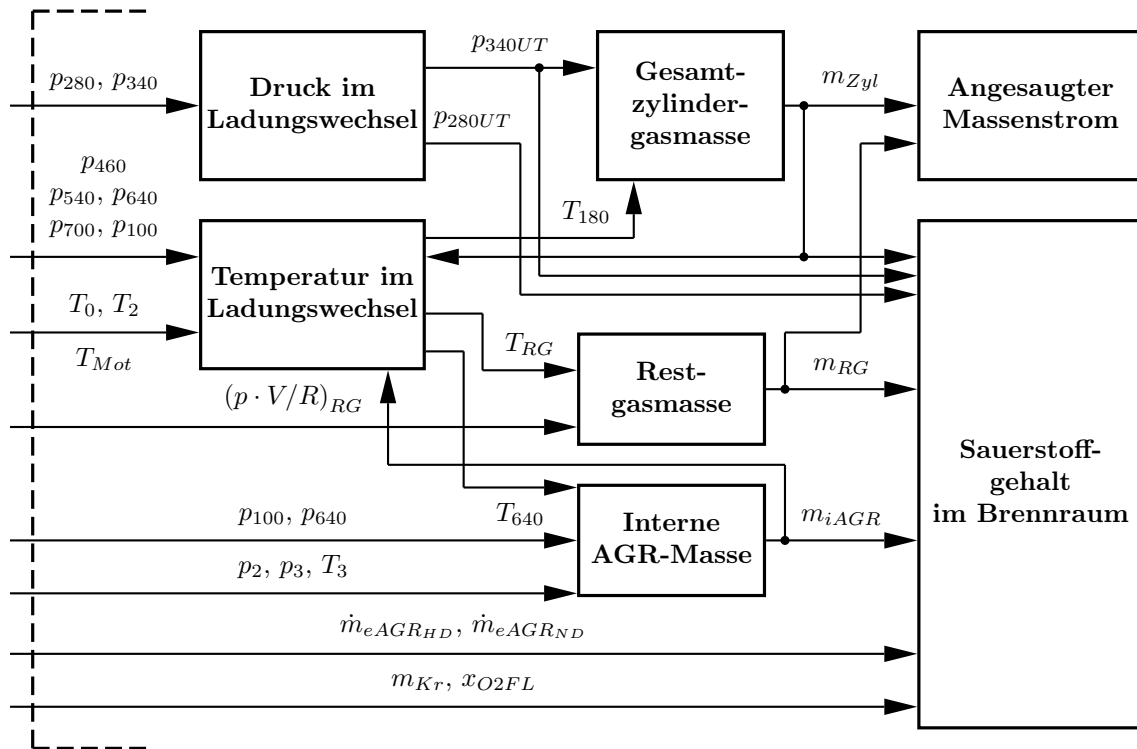 p_{280}, p_{340}
Druck im
Ladungswechsel
p_{340UT}
p_{280UT}
Gesamt-
zylinder-
gasmasse
m_{Zyl}
Angesaugter
Massenstrom
p_{460}
p_{540}, p_{640}
p_{700}, p_{100}
T_0, T_2
T_{Mot}
Temperatur im
Ladungswechsel
T_{180}
T_{RG}
(p · V/R)_{RG}
Rest-
gasmasse
m_{RG}
Sauerstoff-
gehalt
im Brennraum
p_{100}, p_{640}
T_{640}
p_2, p_3, T_3
Interne
AGR-Masse
m_{iAGR}
ṁ_{eAGR_{HD}}, ṁ_{eAGR_{ND}}
m_{Kr}, x_{O2FL}